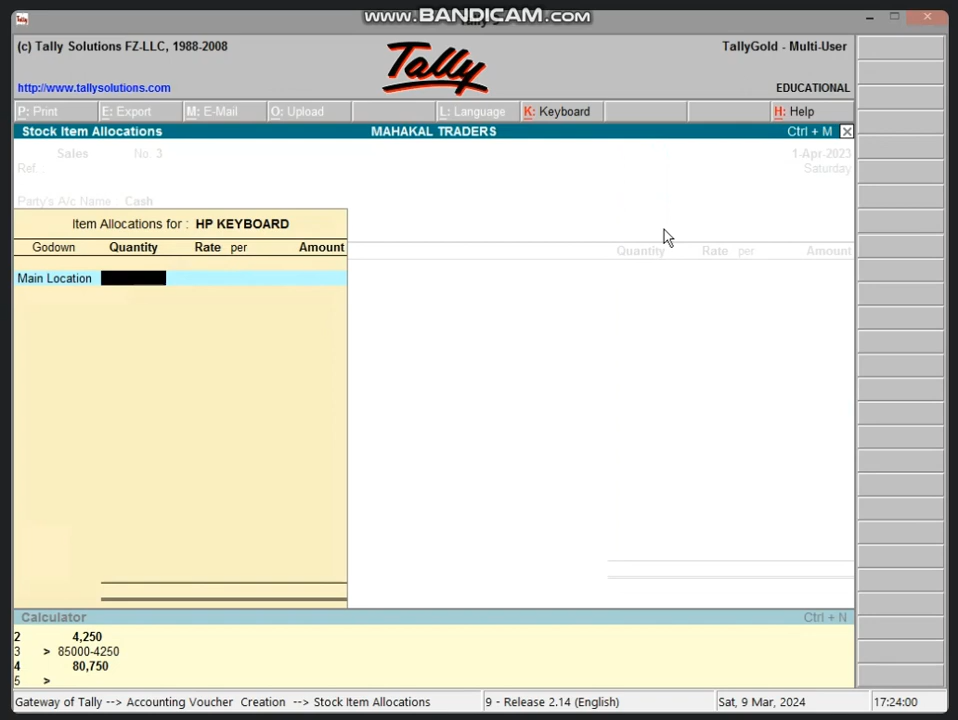 www.BANDICAM.com
(c) Tally Solutions FZ-LLC, 1988-2008
Tally
TallyGold - Multi-User
http://www.tallysolutions.com
EDUCATIONAL
P: Print E: Export M: E-Mail O: Upload L: Language K: Keyboard H: Help
Stock Item Allocations MAHAKAL TRADERS Ctrl + M
Sales No. 3 1-Apr-2023
Ref. . Saturday
Party's A/c Name Cash
Item Allocations for : HP KEYBOARD
Godown Quantity Rate per Amount
Quantity Rate per Amount
Main Location
Calculator Ctrl + N
2 4,250
3 > 85000-4250
4 80,750
5 >
Gateway of Tally --> Accounting Voucher Creation --> Stock Item Allocations 9 - Release 2.14 (English) Sat, 9 Mar, 2024 17:24:00